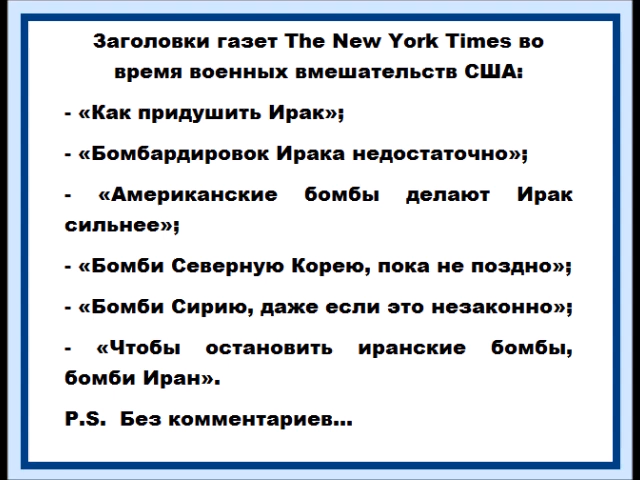 Заголовки газет The New York Times во
время военных вмешательств США:
- «Как придушить Ирак»;
- «Бомбардировок Ирака недостаточно»;
- «Американские бомбы делают Ирак
сильнее»;
- «Бомби Северную Корею, пока не поздно»;
- «Бомби Сирию, даже если это незаконно»;
- «Чтобы остановить иранские бомбы,
бомби Иран».
P.S. Без комментариев...